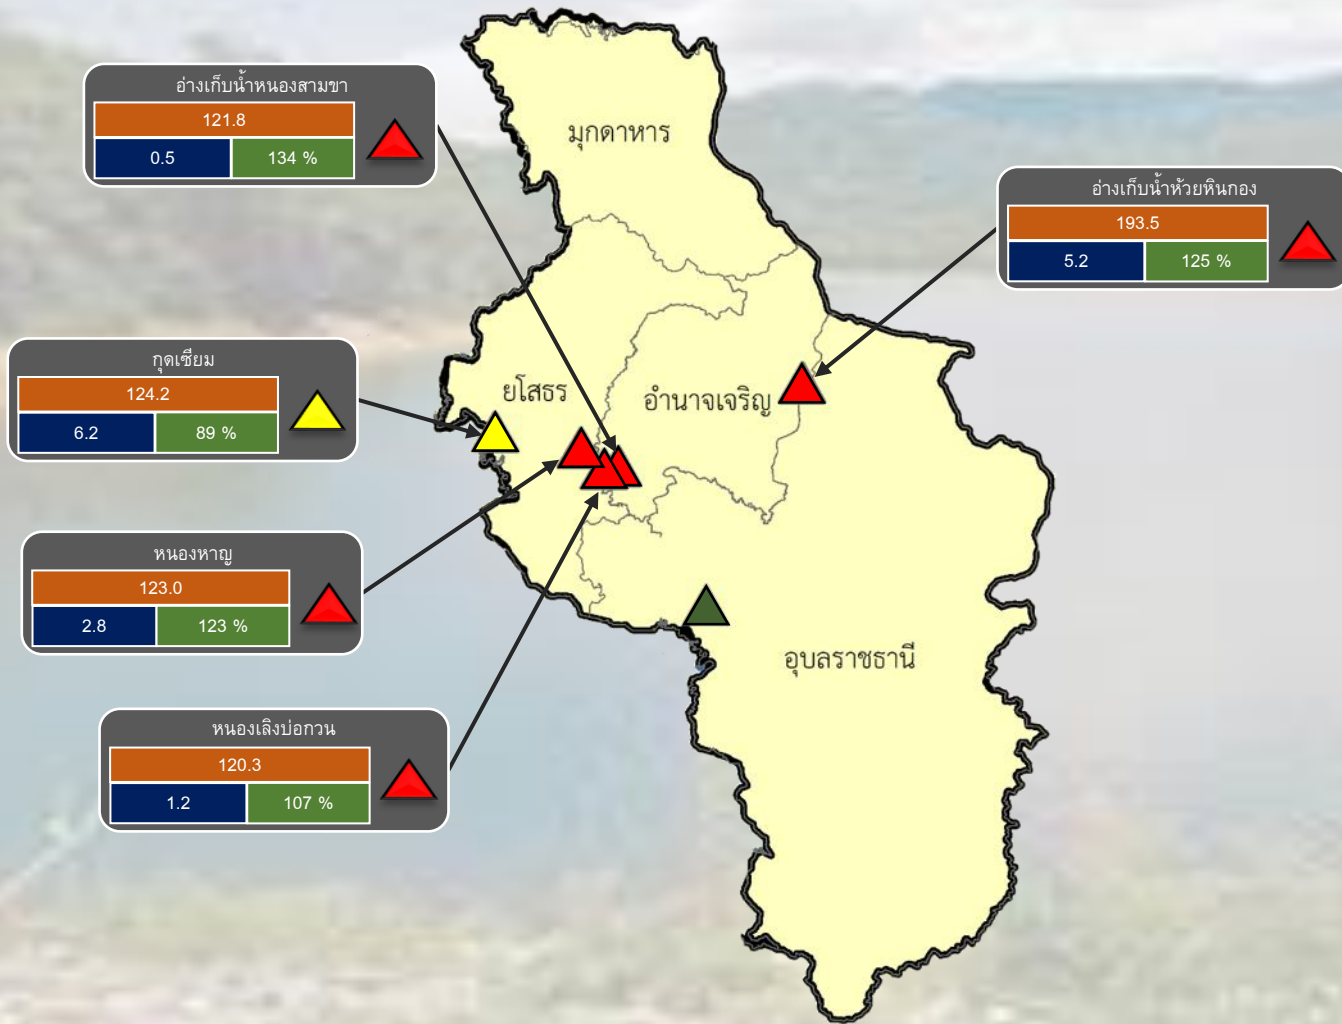 อ่างเก็บน้ำหนองสามขา
121.8
0.5 134 %
มุกดาหาร
อ่างเก็บน้ำห้วยหินกอง
193.5
5.2 125 %
กุดเซียม
124.2
6.2 89 %
ยโสธร
อำนาจเจริญ
หนองหาญ
123.0
2.8 123 %
อุบลราชธานี
หนองเลิงบ่อกวน
120.3
1.2 107 %